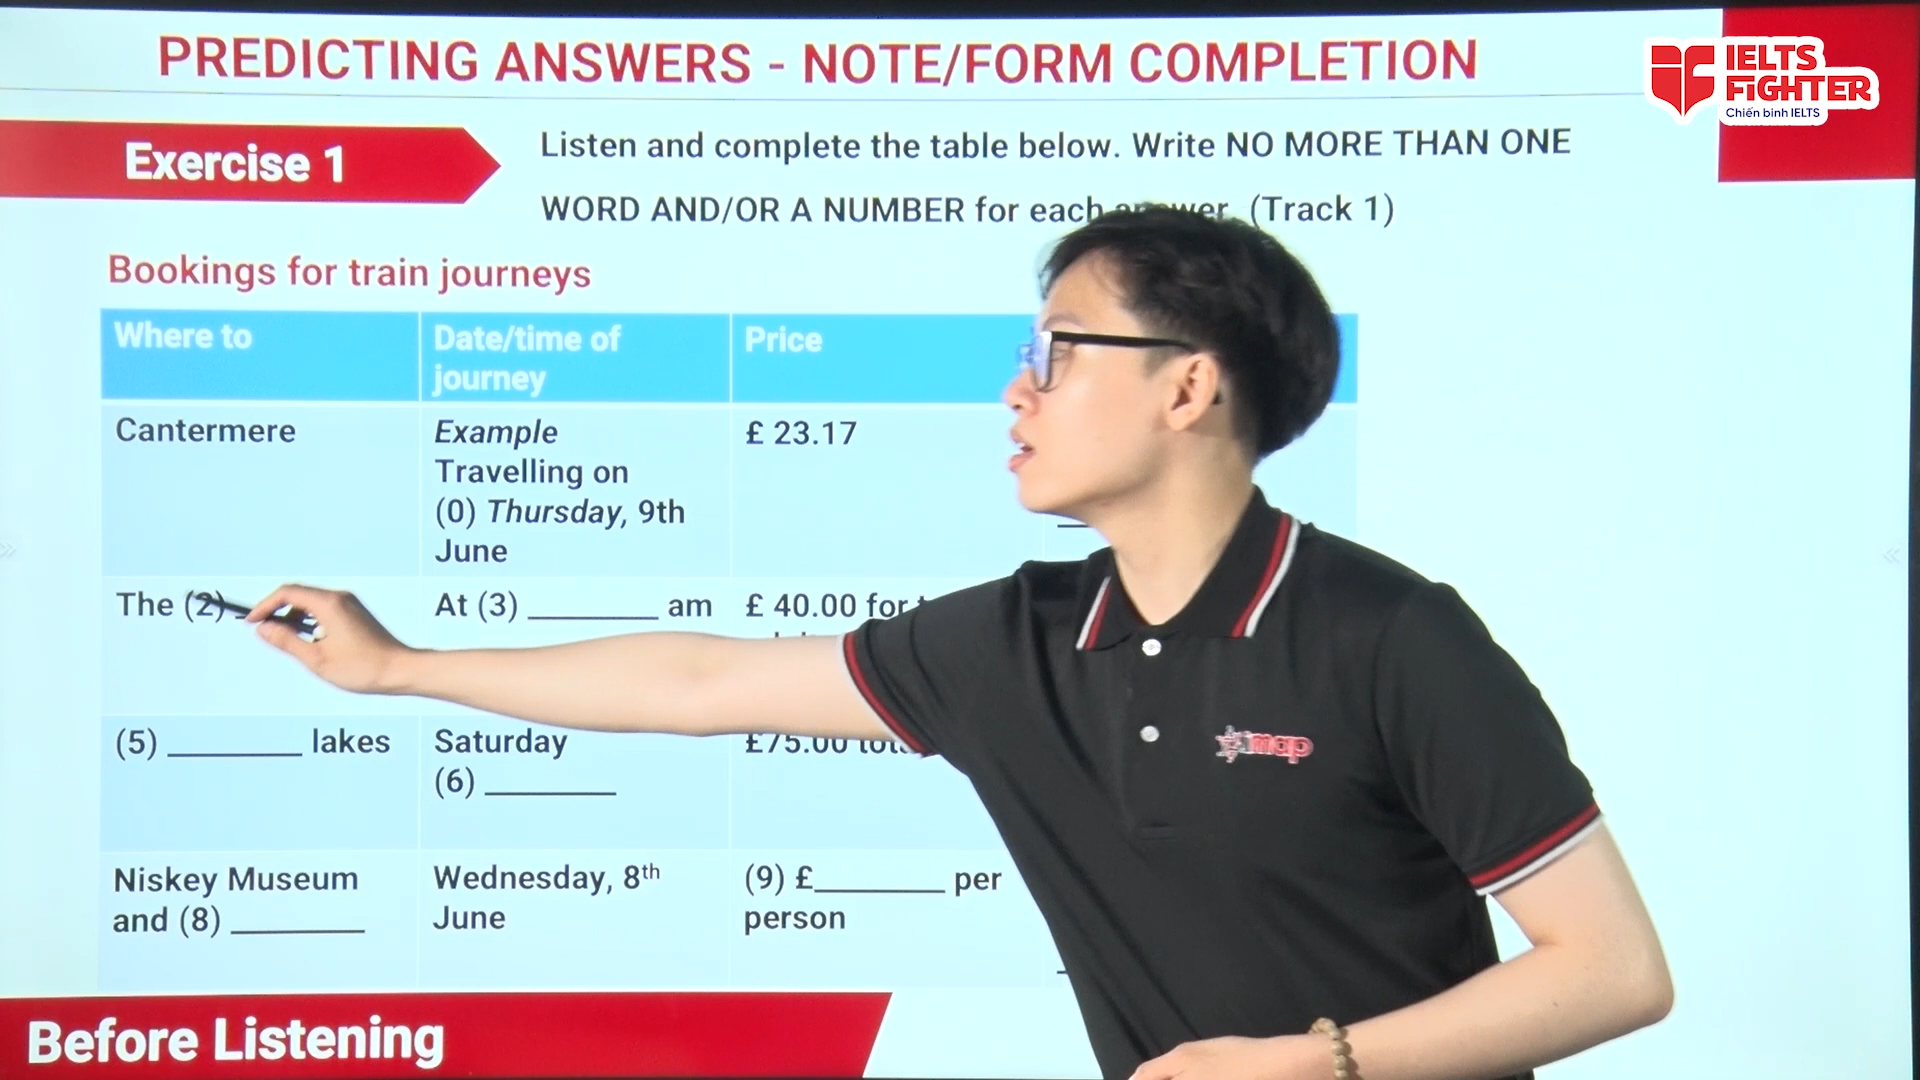 PREDICTING ANSWERS - NOTE/FORM COMPLETION
IELTS
FiGHTER
Chiến binh IELTS
Exercise 1
Listen and complete the table below. Write NO MORE THAN ONE
WORD AND/OR A NUMBER for each answer. (Track 1)
Bookings for train journeys
Where to
Date/time of
journey
Price
Cantermere
Example
Travelling on
(0) Thursday, 9th
June
£ 23.17
The (2)
At (3) ________ am
£ 40.00 for
(5) ________ lakes
Saturday
(6) ________
£75.00
Niskey Museum
and (8) ________
Wednesday, 8th
June
(9) £________ per
person
imap
Before Listening